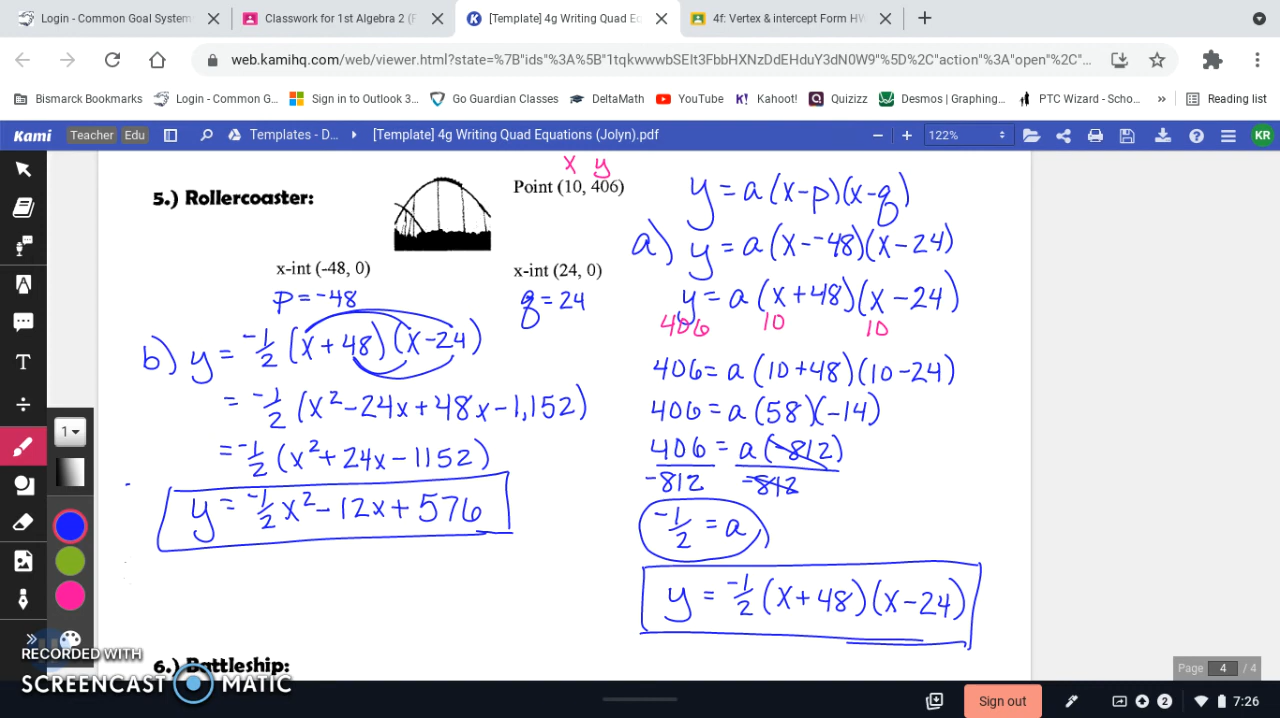 Login - Common Goal System
Classwork for 1st Algebra 2 (F
[Template] 4g Writing Quad Eq
4f: Vertex & intercept Form HW
web.kamihq.com/web/viewer.html?state=%7B"ids"%3A%5B"1tqkwwwbSEIt3FbbHXNzDdEHduY3dN0W9"%5D%2C"action"%3A"open"%2C"...
Bismarck Bookmarks
Login - Common G...
Sign in to Outlook 3...
Go Guardian Classes
DeltaMath
YouTube
Kahoot!
Quizizz
Desmos | Graphing...
PTC Wizard - Scho...
»
Reading list
Kami Teacher Edu
Templates - D...
[Template] 4g Writing Quad Equations (Jolyn).pdf
122%
KR
x y
5.) Rollercoaster:
Point (10, 406)
x-int (-48, 0)
p = -48
x-int (24, 0)
q = 24
b) y = -1/2 (x + 48)(x - 24)
= -1/2 (x² - 24x + 48x - 1,152)
= -1/2 (x² + 24x - 1152)
y = -1/2 x² - 12x + 576
y = a (x - p)(x - q)
a) y = a (x - -48)(x - 24)
y = a (x + 48)(x - 24)
406 10 10
406 = a (10 + 48)(10 - 24)
406 = a (58)(-14)
406 = a (-812)
-812 -812
-1/2 = a
y = -1/2 (x + 48)(x - 24)
6.) Battleship:
1
T
Page 4 / 4
RECORDED WITH
SCREENCAST MATIC
Sign out
2
7:26